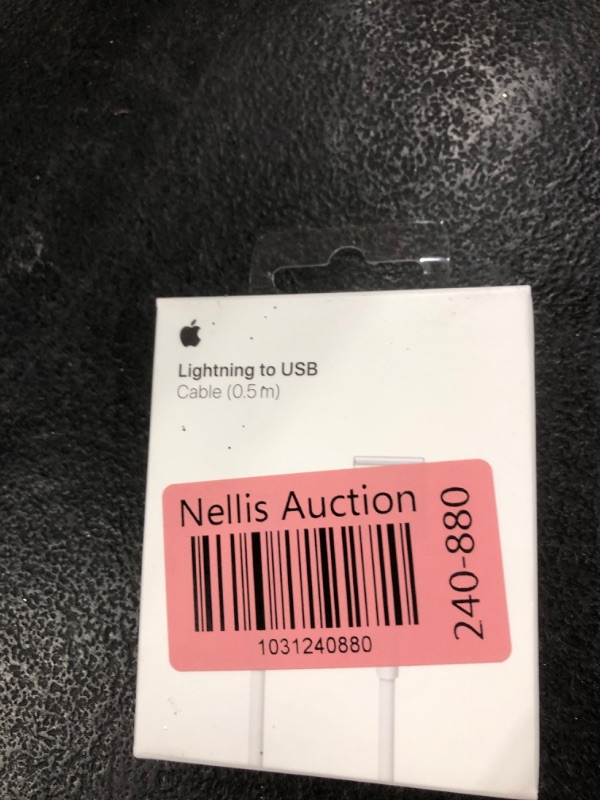 Lightning to USB
Cable (0.5 m)
Nellis Auction
1031240880
240-880